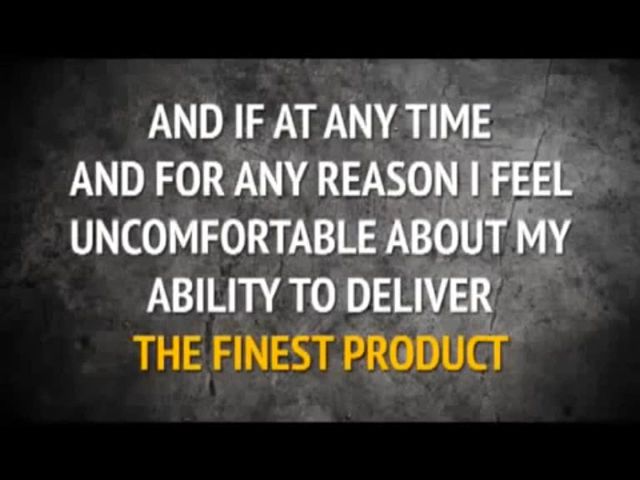 AND IF AT ANY TIME
AND FOR ANY REASON I FEEL
UNCOMFORTABLE ABOUT MY
ABILITY TO DELIVER
THE FINEST PRODUCT